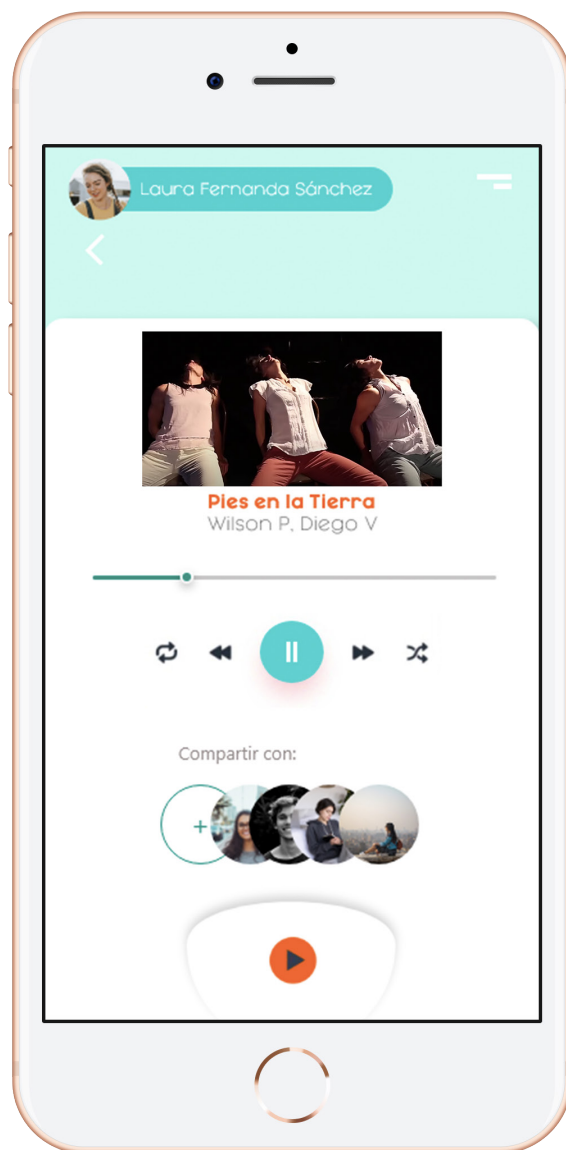 Laura Fernanda Sánchez
Pies en la Tierra
Wilson P, Diego V
Compartir con:
+